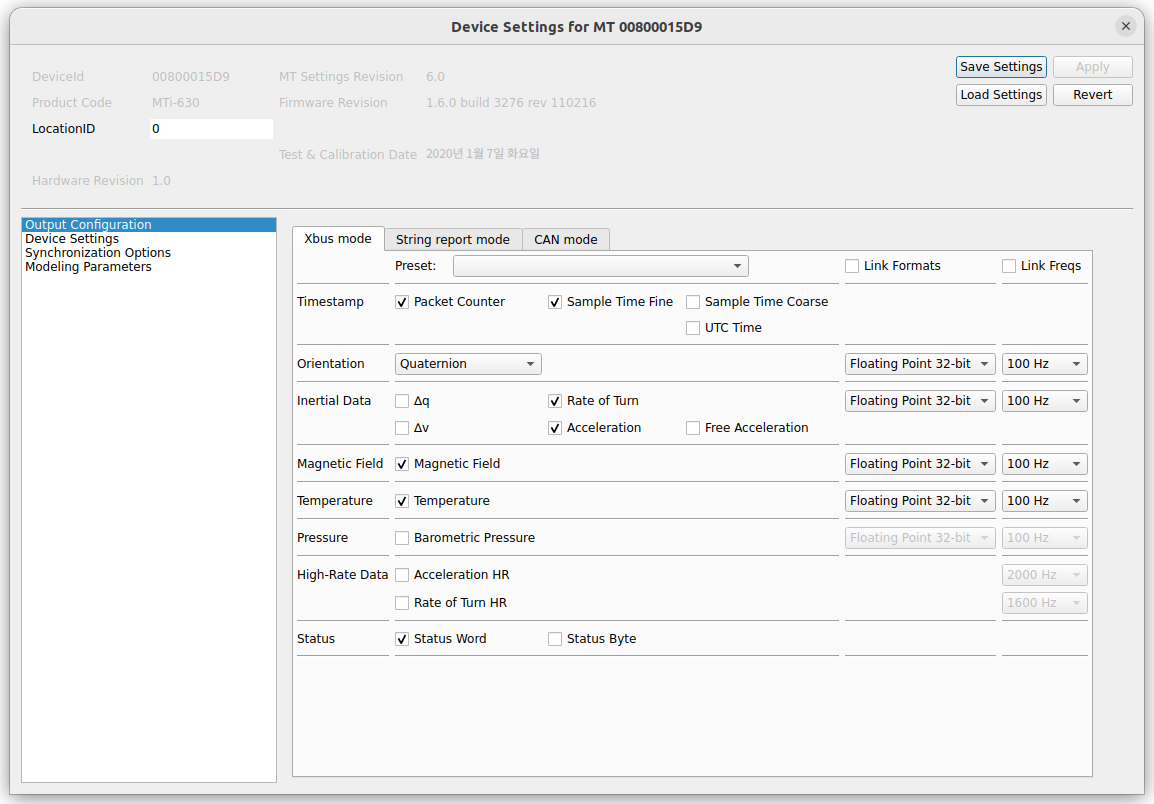 Device Settings for MT 00800015D9
DeviceId 00800015D9 MT Settings Revision 6.0 Save Settings Apply
Product Code MTi-630 Firmware Revision 1.6.0 build 3276 rev 110216 Load Settings Revert
LocationID 0
Test & Calibration Date 2020년 1월 7일 화요일
Hardware Revision 1.0
Output Configuration
Device Settings
Synchronization Options
Modeling Parameters
Xbus mode String report mode CAN mode
Preset: Link Formats Link Freqs
Timestamp Packet Counter Sample Time Fine Sample Time Coarse
UTC Time
Orientation Quaternion Floating Point 32-bit 100 Hz
Inertial Data Δq Rate of Turn Floating Point 32-bit 100 Hz
Δv Acceleration Free Acceleration
Magnetic Field Magnetic Field Floating Point 32-bit 100 Hz
Temperature Temperature Floating Point 32-bit 100 Hz
Pressure Barometric Pressure Floating Point 32-bit 100 Hz
High-Rate Data Acceleration HR 2000 Hz
Rate of Turn HR 1600 Hz
Status Status Word Status Byte